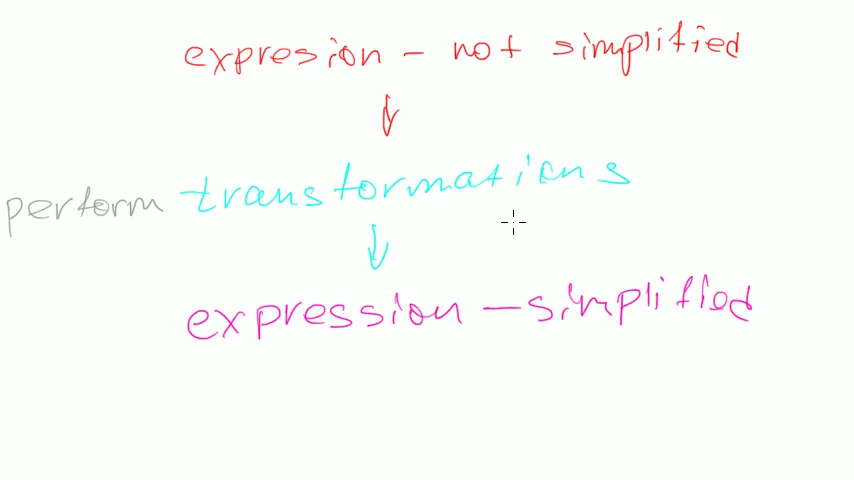 expresion - not simplified
perform transformations
expression - simplified